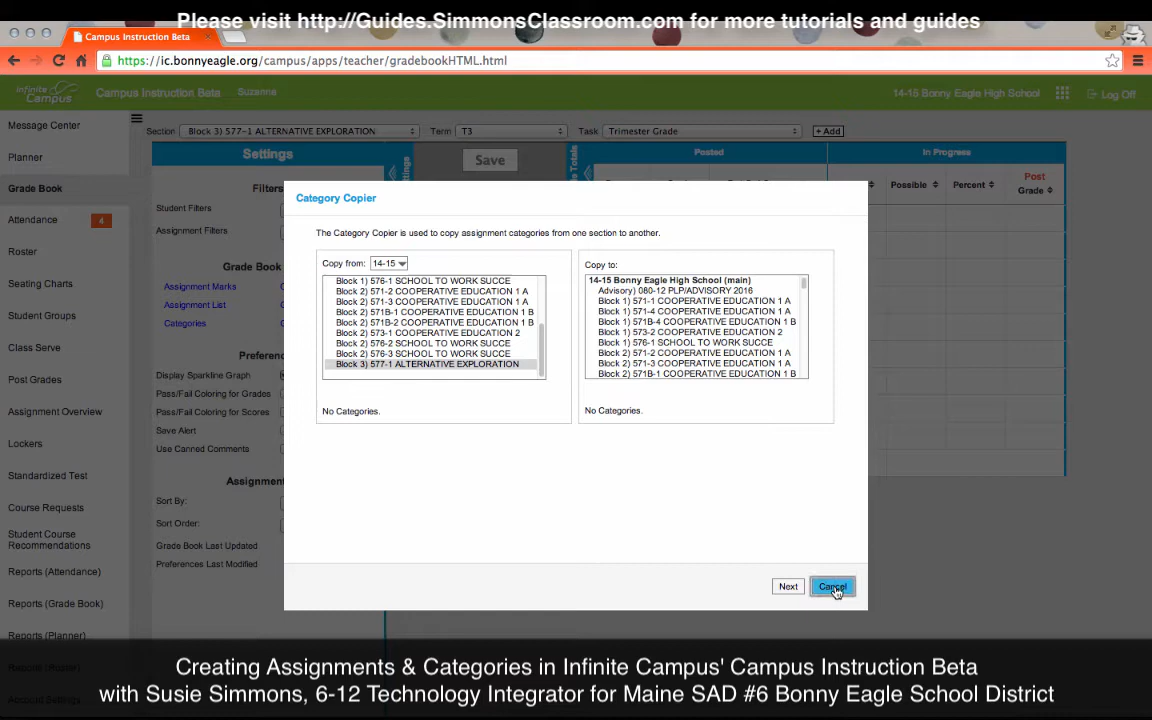 Please visit http://Guides.SimmonsClassroom.com for more tutorials and guides
Campus Instruction Beta
https://ic.bonnyeagle.org/campus/apps/teacher/gradebookHTML.html
Infinite Campus
Campus Instruction Beta
Suzanne
14-15 Bonny Eagle High School
Log Off
Message Center
Planner
Grade Book
Attendance 4
Roster
Seating Charts
Student Groups
Class Serve
Post Grades
Assignment Overview
Lockers
Standardized Test
Course Requests
Student Course
Recommendations
Reports (Attendance)
Reports (Grade Book)
Reports (Planner)
Section Block 3) 577-1 ALTERNATIVE EXPLORATION Term T3 Task Trimester Grade + Add
Settings
Save
Posted
In Progress
Possible Percent Post
Grade
Filters
Student Filters
Assignment Filters
Grade Book
Assignment Marks
Assignment List
Categories
Display Sparkline Graph
Pass/Fail Coloring for Grades
Pass/Fail Coloring for Scores
Save Alert
Use Canned Comments
Sort By:
Sort Order:
Grade Book Last Updated
Preferences Last Modified
Category Copier
The Category Copier is used to copy assignment categories from one section to another.
Copy from: 14-15
Block 1) 576-1 SCHOOL TO WORK SUCCE
Block 2) 571-2 COOPERATIVE EDUCATION 1 A
Block 2) 571-3 COOPERATIVE EDUCATION 1 A
Block 2) 571B-1 COOPERATIVE EDUCATION 1 B
Block 2) 571B-2 COOPERATIVE EDUCATION 1 B
Block 2) 573-1 COOPERATIVE EDUCATION 2
Block 2) 576-2 SCHOOL TO WORK SUCCE
Block 2) 576-3 SCHOOL TO WORK SUCCE
Block 3) 577-1 ALTERNATIVE EXPLORATION
No Categories.
Copy to:
14-15 Bonny Eagle High School (main)
Advisory) 080-12 PLP/ADVISORY 2016
Block 1) 571-1 COOPERATIVE EDUCATION 1 A
Block 1) 571-4 COOPERATIVE EDUCATION 1 A
Block 1) 571B-4 COOPERATIVE EDUCATION 1 B
Block 1) 573-2 COOPERATIVE EDUCATION 2
Block 1) 576-1 SCHOOL TO WORK SUCCE
Block 2) 571-2 COOPERATIVE EDUCATION 1 A
Block 2) 571-3 COOPERATIVE EDUCATION 1 A
Block 2) 571B-1 COOPERATIVE EDUCATION 1 B
No Categories.
Next
Cancel
Creating Assignments & Categories in Infinite Campus' Campus Instruction Beta
with Susie Simmons, 6-12 Technology Integrator for Maine SAD #6 Bonny Eagle School District